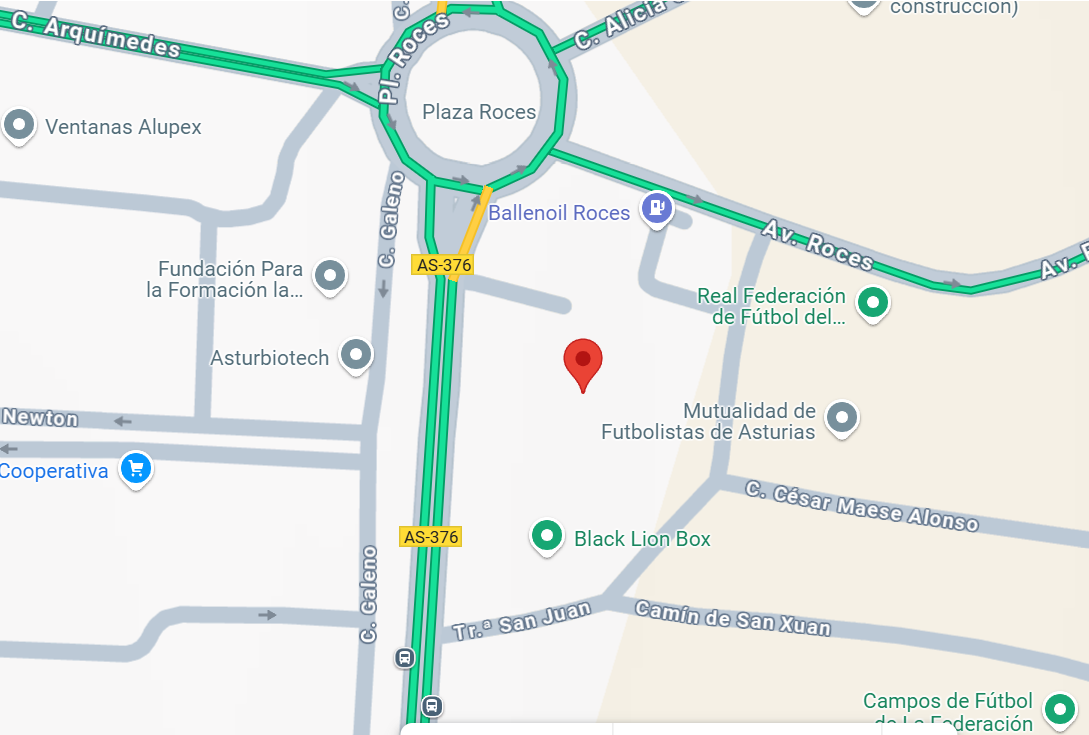 construcción)
C.
C. Alicia
C. Arquímedes
Pl. Roces
Plaza Roces
Ventanas Alupex
C. Galeno
Ballenoil Roces
Av. Roces
Av.
AS-376
Fundación Para
la Formación la...
Real Federación
de Fútbol del...
Asturbiotech
Newton
Mutualidad de
Futbolistas de Asturias
Cooperativa
C. César Maese Alonso
AS-376
Black Lion Box
C. Galeno
Tr.ª San Juan
Camín de San Xuan
Campos de Fútbol
de La Federación